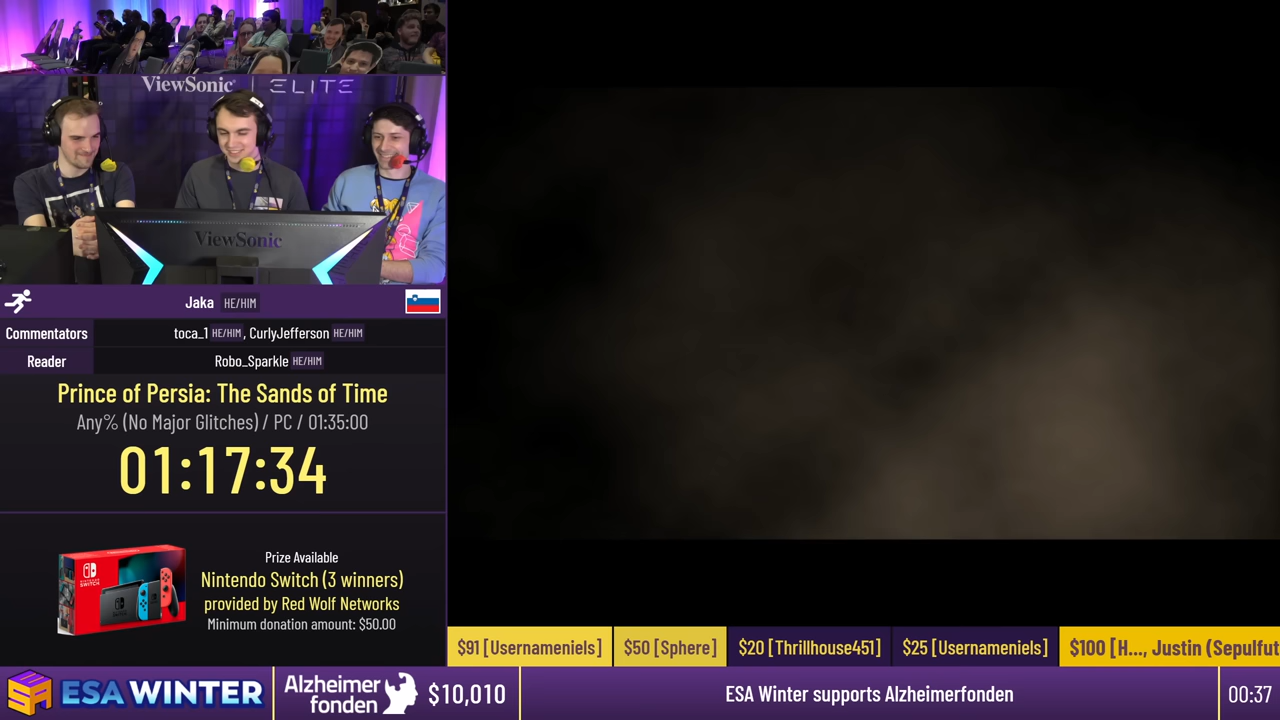 ViewSonic | ELITE
ViewSonic
Jaka HE/HIM
Commentators toca_1 HE/HIM, CurlyJefferson HE/HIM
Reader Robo_Sparkle HE/HIM
Prince of Persia: The Sands of Time
Any% (No Major Glitches) / PC / 01:35:00
01:17:34
Prize Available
Nintendo Switch (3 winners)
provided by Red Wolf Networks
Minimum donation amount: $50.00
NINTENDO
SWITCH
$91 [Usernameniels] $50 [Sphere] $20 [Thrillhouse451] $25 [Usernameniels] $100 [H..., Justin (Sepulfut
ESA WINTER
Alzheimer
fonden
$10,010
ESA Winter supports Alzheimerfonden
00:37